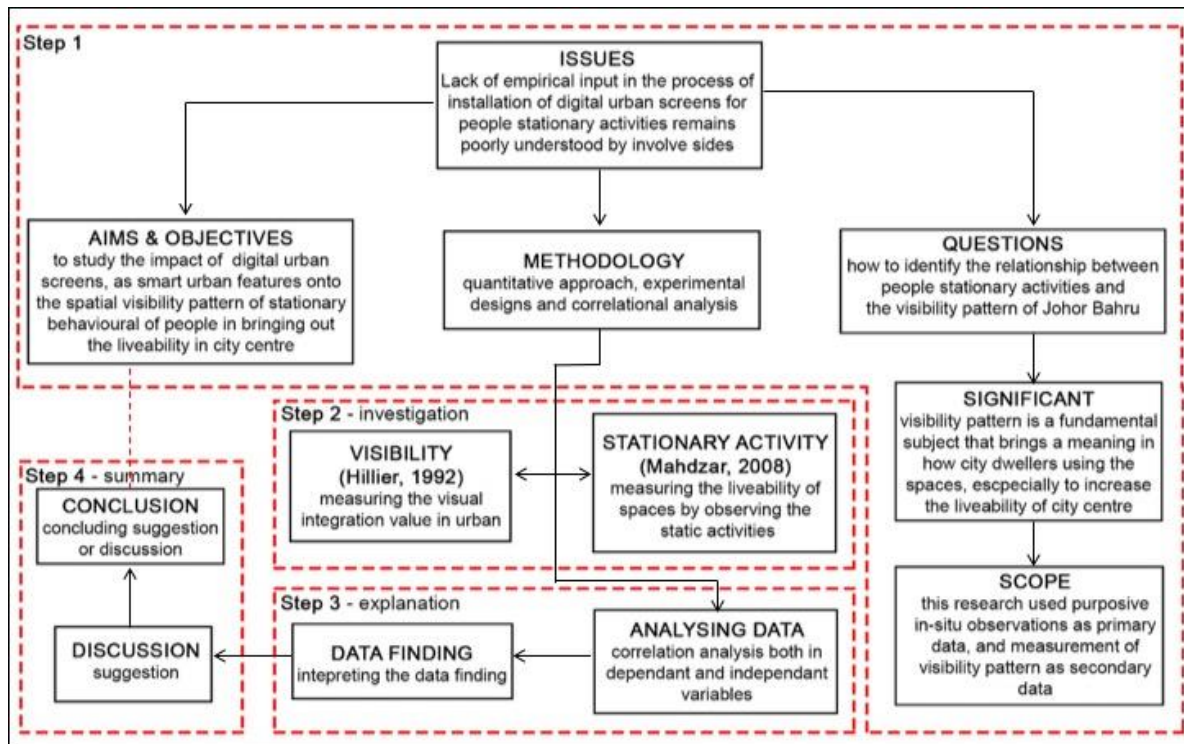 Step 1
ISSUES
Lack of empirical input in the process of
installation of digital urban screens for
people stationary activities remains
poorly understood by involve sides
AIMS & OBJECTIVES
to study the impact of digital urban
screens, as smart urban features onto
the spatial visibility pattern of stationary
behavioural of people in bringing out
the liveability in city centre
METHODOLOGY
quantitative approach, experimental
designs and correlational analysis
QUESTIONS
how to identify the relationship between
people stationary activities and
the visibility pattern of Johor Bahru
SIGNIFICANT
visibility pattern is a fundamental
subject that brings a meaning in
how city dwellers using the
spaces, escpecially to increase
the liveability of city centre
SCOPE
this research used purposive
in-situ observations as primary
data, and measurement of
visibility pattern as secondary
data
Step 2 - investigation
VISIBILITY
(Hillier, 1992)
measuring the visual
integration value in urban
STATIONARY ACTIVITY
(Mahdzar, 2008)
measuring the liveability of
spaces by observing the
static activities
Step 3 - explanation
ANALYSING DATA
correlation analysis both in
dependant and independant
variables
DATA FINDING
intepreting the data finding
Step 4 - summary
CONCLUSION
concluding suggestion
or discussion
DISCUSSION
suggestion